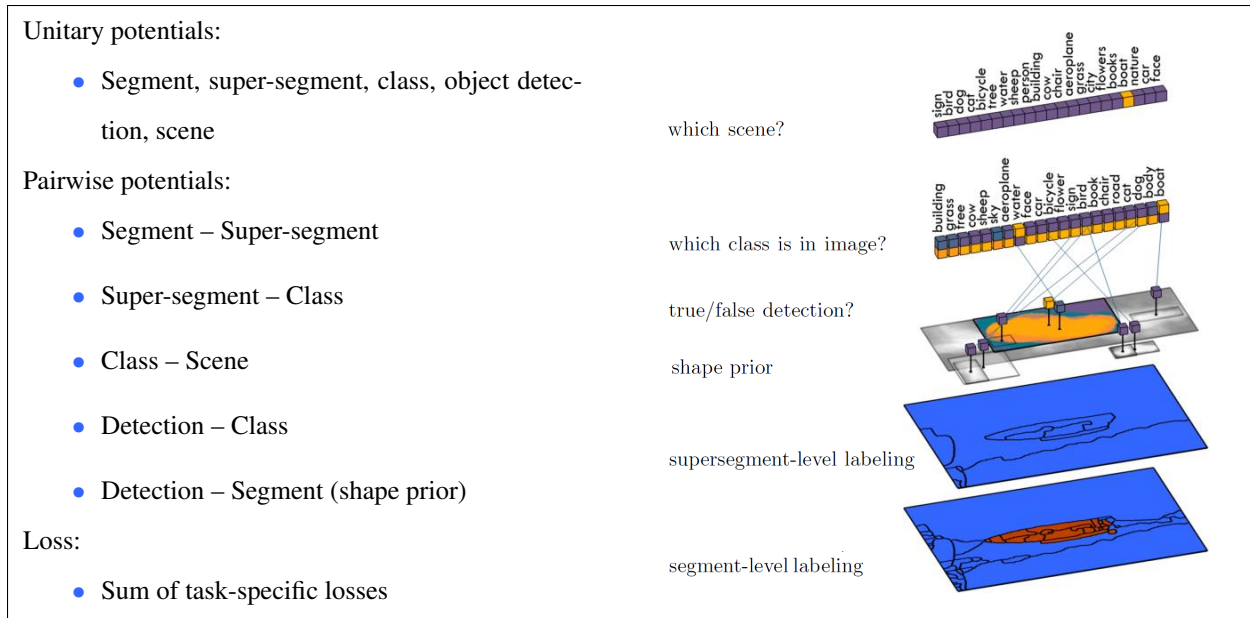 Unitary potentials:
• Segment, super-segment, class, object detec-
tion, scene
Pairwise potentials:
• Segment – Super-segment
• Super-segment – Class
• Class – Scene
• Detection – Class
• Detection – Segment (shape prior)
Loss:
• Sum of task-specific losses
which scene?
sign
bird
dog
cat
bicycle
tree
water
sheep
person
building
cow
chair
aeroplane
grass
city
flowers
books
boat
nature
car
face
which class is in image?
building
grass
free
cow
sheep
sky
aeroplane
water
face
car
bicycle
flower
sign
bird
book
chair
road
cat
dog
body
boat
true/false detection?
shape prior
supersegment-level labeling
segment-level labeling